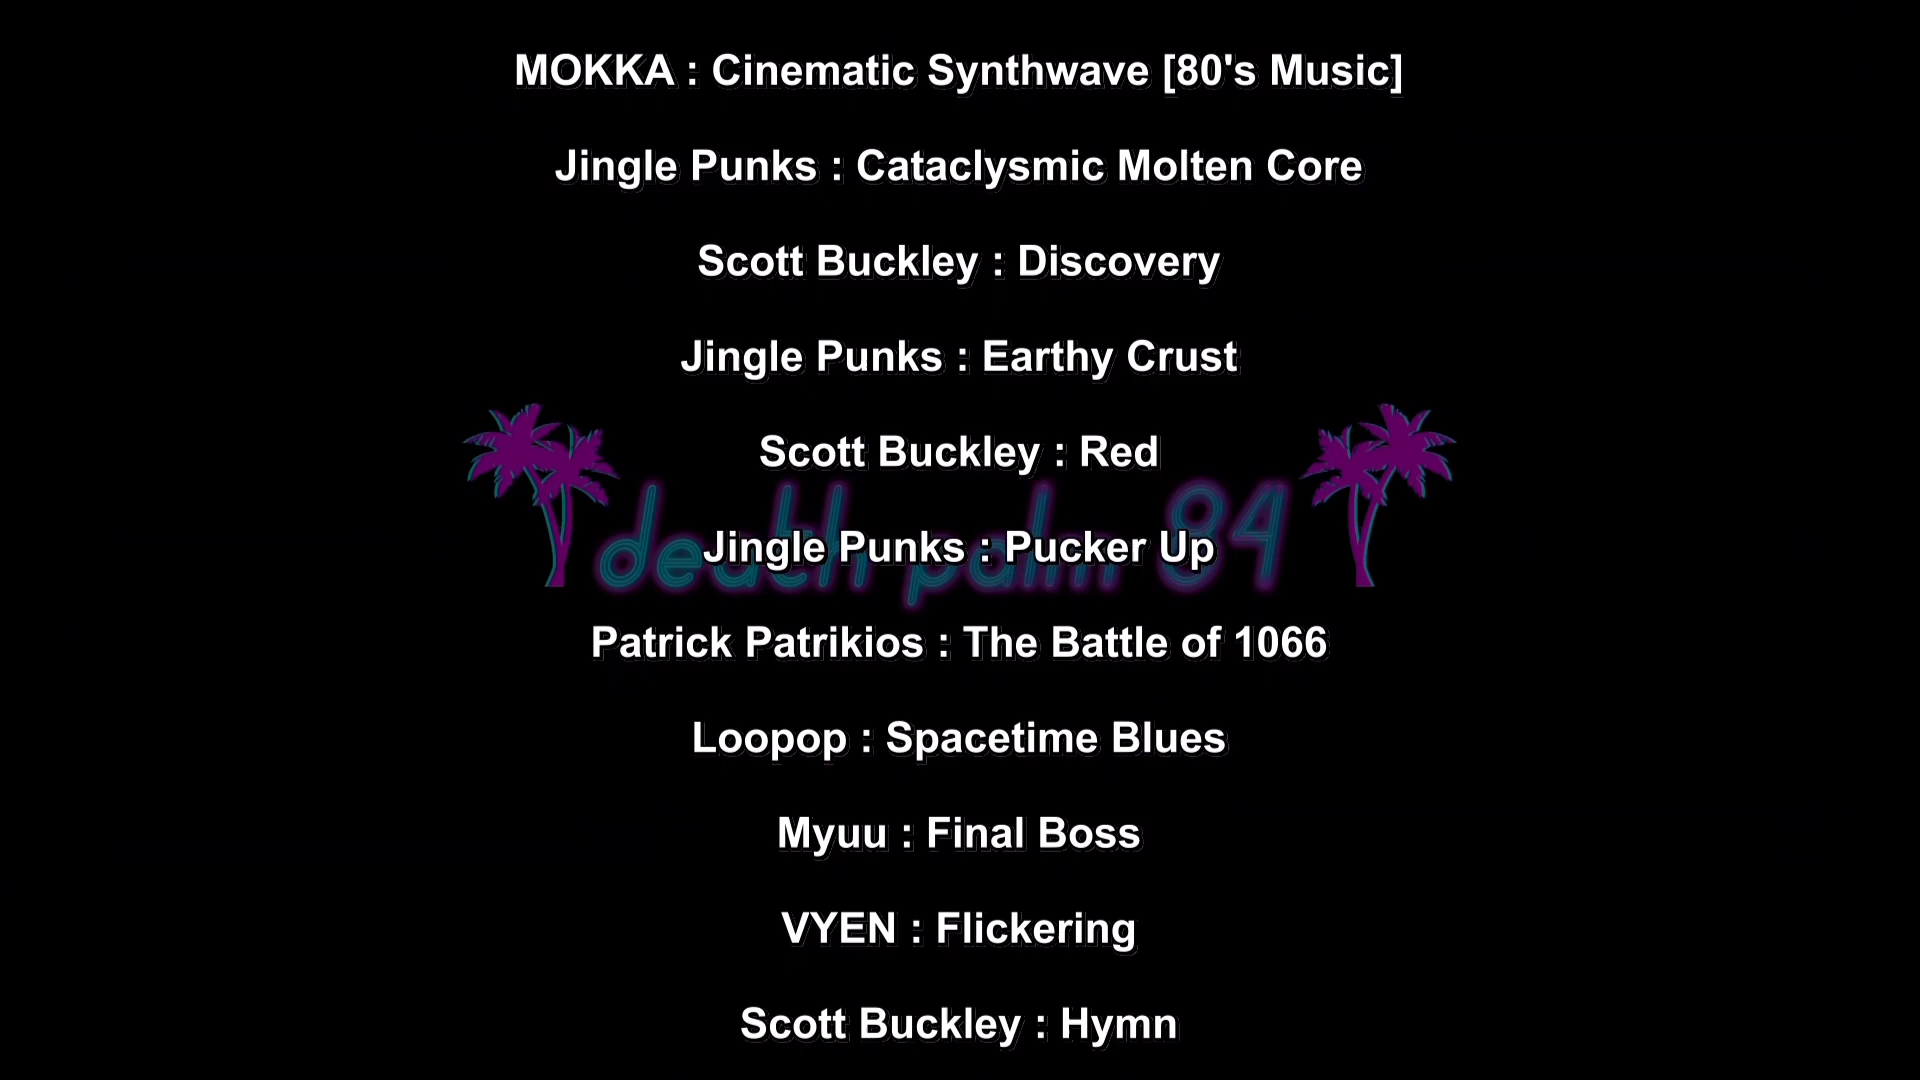 MOKKA : Cinematic Synthwave [80's Music]
Jingle Punks : Cataclysmic Molten Core
Scott Buckley : Discovery
Jingle Punks : Earthy Crust
Scott Buckley : Red
death palm 84
Jingle Punks : Pucker Up
Patrick Patrikios : The Battle of 1066
Loopop : Spacetime Blues
Myuu : Final Boss
VYEN : Flickering
Scott Buckley : Hymn